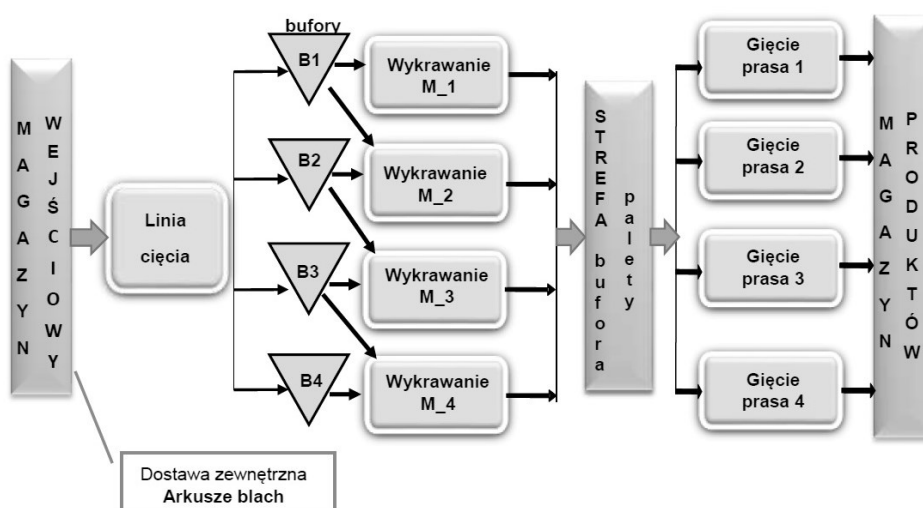 MAGAZYN
WEJŚCIOWY
Linia
cięcia
bufory
B1
B2
B3
B4
Wykrawanie
M_1
Wykrawanie
M_2
Wykrawanie
M_3
Wykrawanie
M_4
STREFA bufora
palety
Gięcie
prasa 1
Gięcie
prasa 2
Gięcie
prasa 3
Gięcie
prasa 4
MAGAZYN
PRODUKTÓW
Dostawa zewnętrzna
Arkusze blach